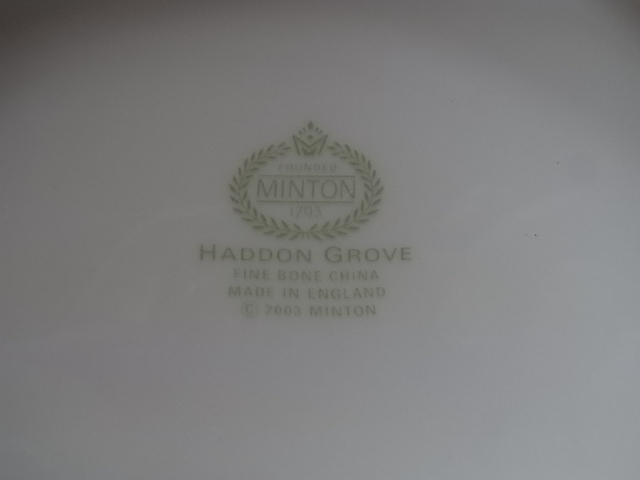 FOUNDED
MINTON
1793
HADDON GROVE
FINE BONE CHINA
MADE IN ENGLAND
© 2003 MINTON